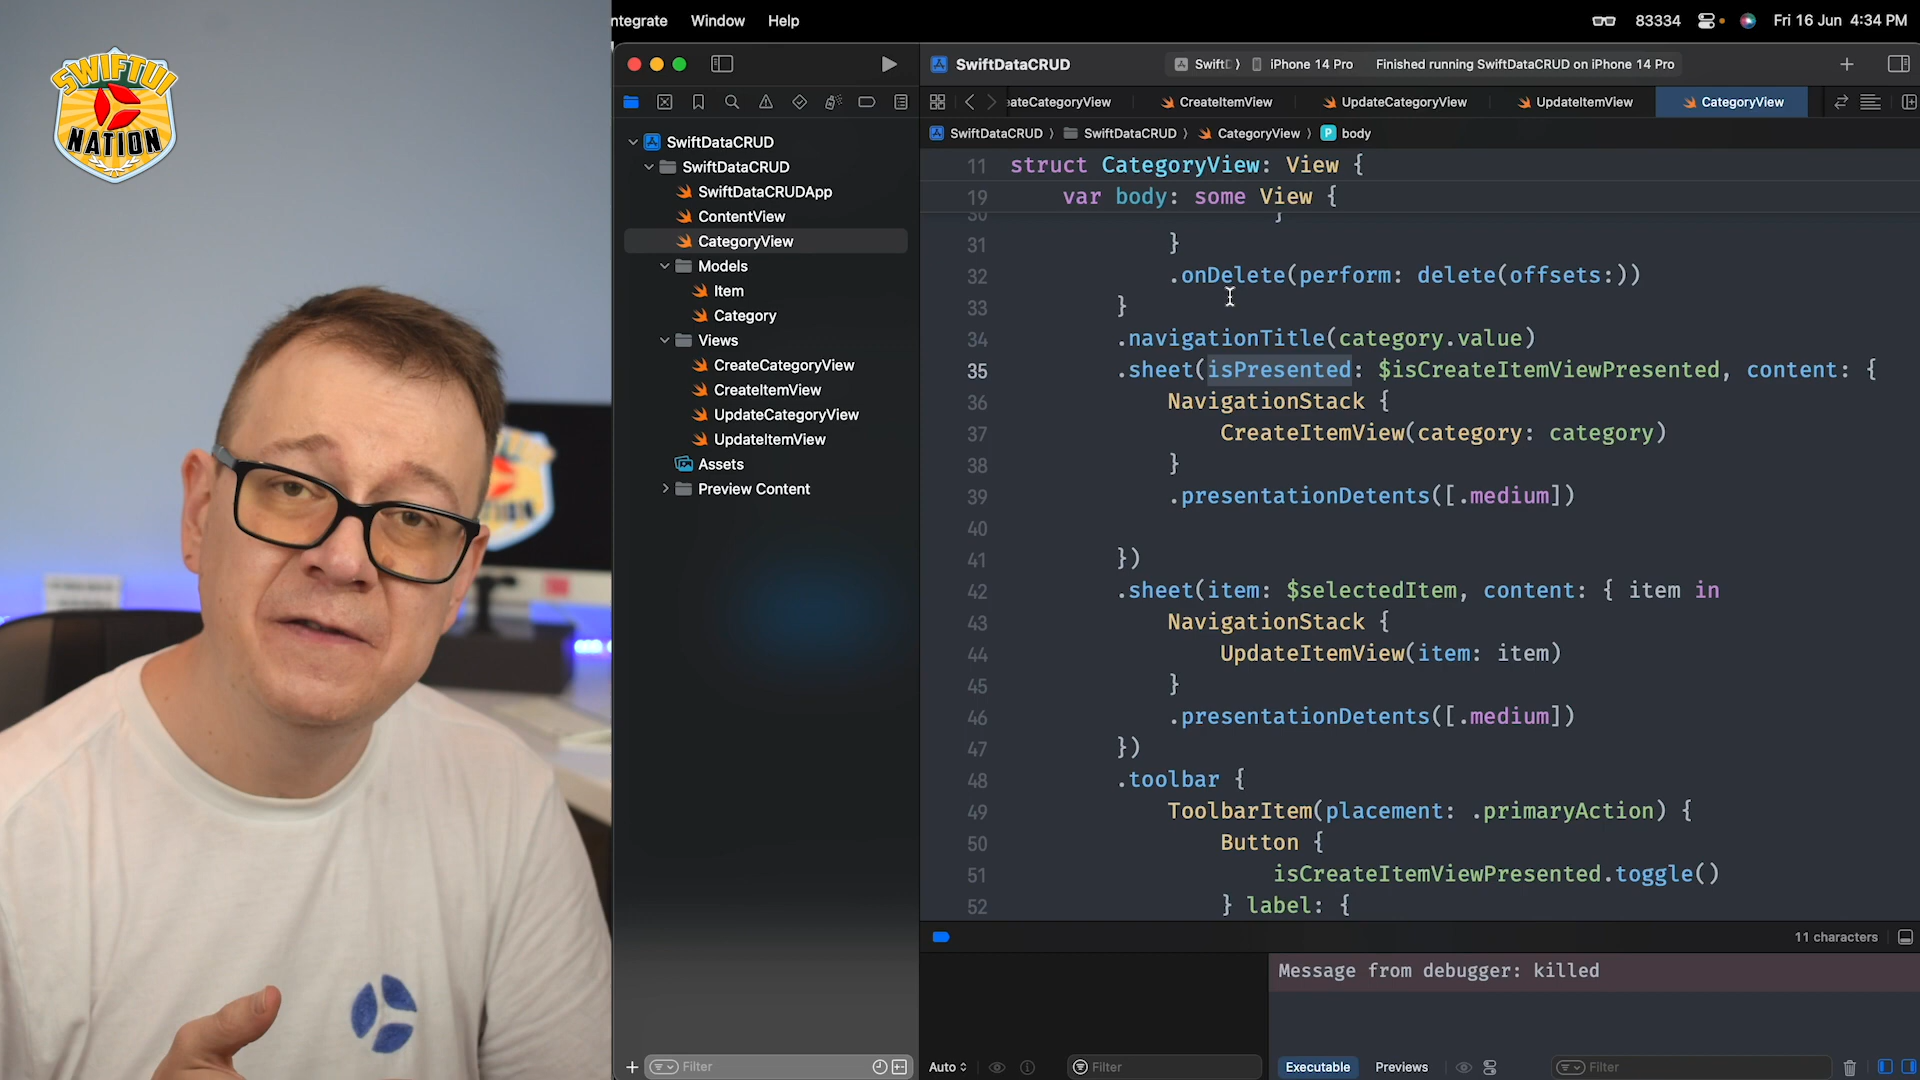 SWIFTUI
NATION
ntegrate Window Help
83334 Fri 16 Jun 4:34 PM
SwiftDataCRUD
iPhone 14 Pro Finished running SwiftDataCRUD on iPhone 14 Pro
CreateItemView UpdateCategoryView UpdateItemView CategoryView
SwiftDataCRUD SwiftDataCRUD CategoryView P body
SwiftDataCRUD
SwiftDataCRUD
SwiftDataCRUDApp
ContentView
CategoryView
Models
Item
Category
Views
CreateCategoryView
CreateItemView
UpdateCategoryView
UpdateItemView
Assets
Preview Content
Filter
11 struct CategoryView: View {
19 var body: some View {
30 }
31 }
32 .onDelete(perform: delete(offsets:))
33 }
34 .navigationTitle(category.value)
35 .sheet(isPresented: $isCreateItemViewPresented, content: {
36 NavigationStack {
37 CreateItemView(category: category)
38 }
39 .presentationDetents([.medium])
40
41 })
42 .sheet(item: $selectedItem, content: { item in
43 NavigationStack {
44 UpdateItemView(item: item)
45 }
46 .presentationDetents([.medium])
47 })
48 .toolbar {
49 ToolbarItem(placement: .primaryAction) {
50 Button {
51 isCreateItemViewPresented.toggle()
52 } label: {
11 characters
Message from debugger: killed
Auto Filter Executable Previews Filter